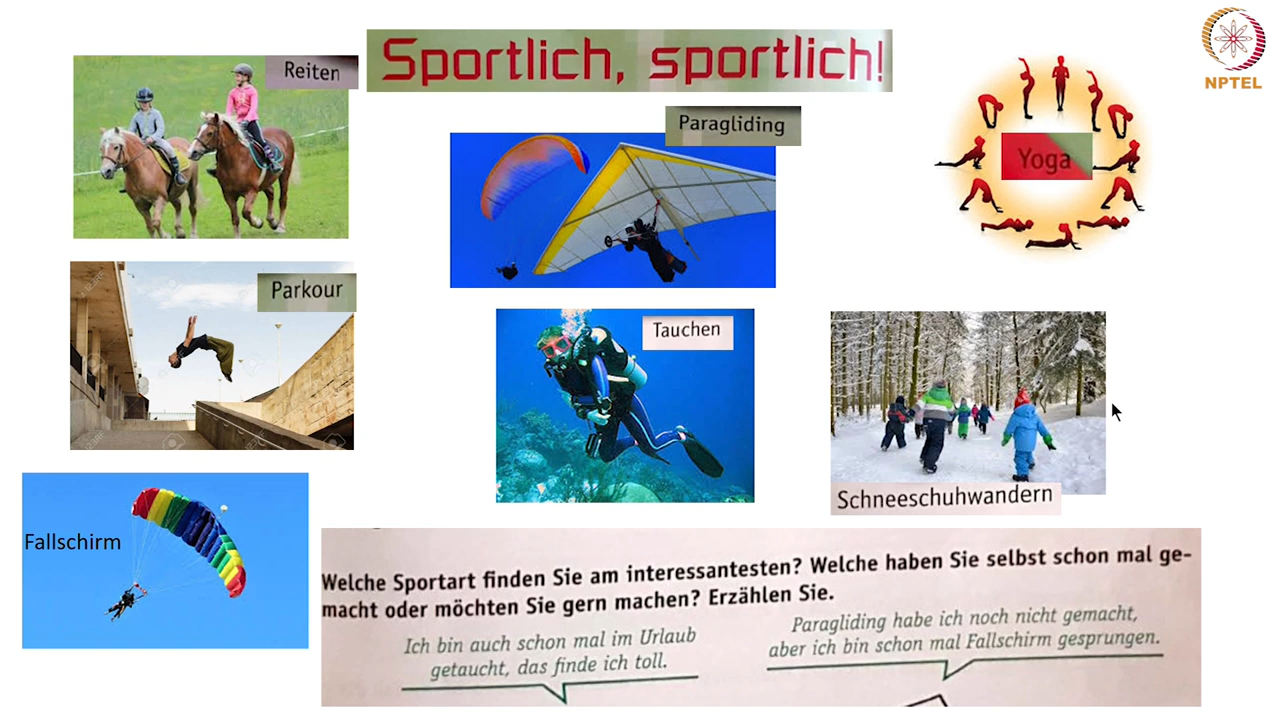 Sportlich, sportlich!
NPTEL
Reiten
Paragliding
Yoga
Parkour
Tauchen
Schneeschuhwandern
Fallschirm
Welche Sportart finden Sie am interessantesten? Welche haben Sie selbst schon mal ge-
macht oder möchten Sie gern machen? Erzählen Sie.
Ich bin auch schon mal im Urlaub
getaucht, das finde ich toll.
Paragliding habe ich noch nicht gemacht,
aber ich bin schon mal Fallschirm gesprungen.